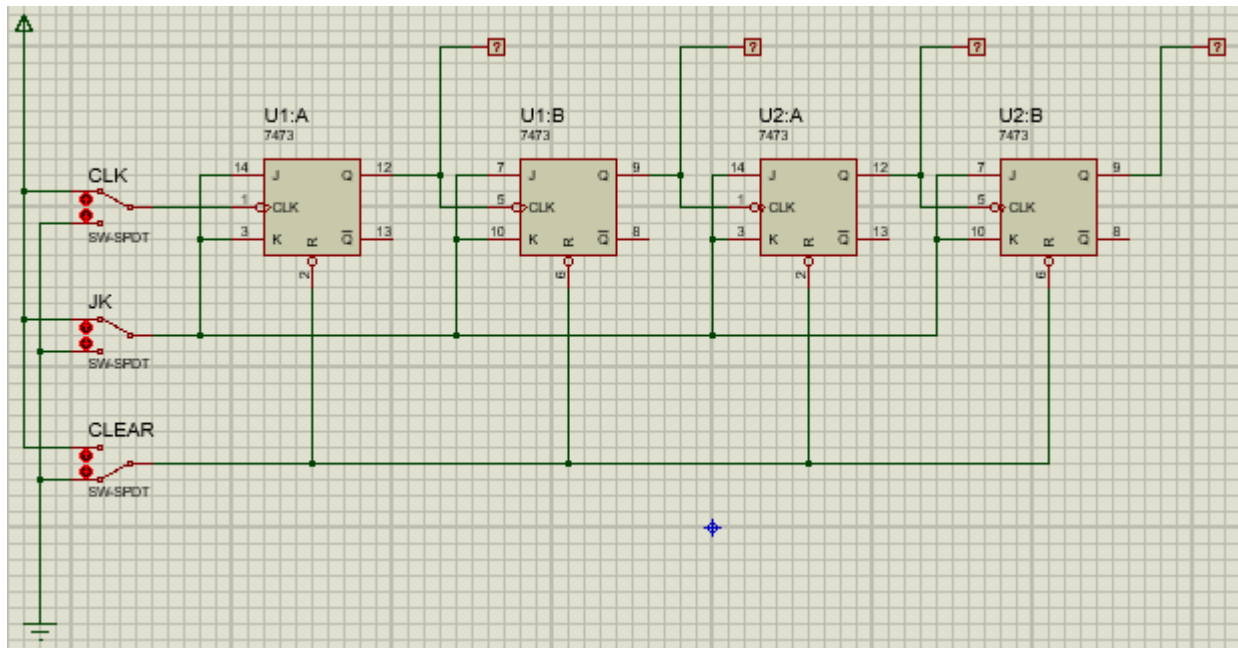 ? ? ? ?
U1:A U1:B U2:A U2:B
7473 7473 7473 7473
CLK
14 J Q 12 7 J Q 9 14 J Q 12 7 J Q 9
1 CLK 5 CLK 1 CLK 5 CLK
SW-SPDT
3 K R Q 13 10 K R Q 8 3 K R Q 13 10 K R Q 8
2 6 2 6
JK
SW-SPDT
CLEAR
SW-SPDT